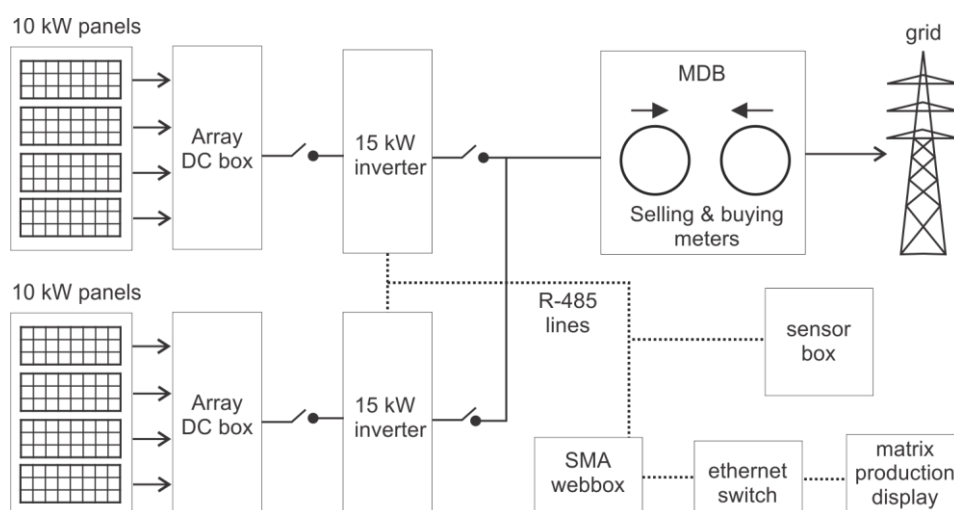 10 kW panels
Array
DC box
15 kW
inverter
MDB
Selling & buying
meters
grid
10 kW panels
Array
DC box
15 kW
inverter
R-485
lines
sensor
box
SMA
webbox
ethernet
switch
matrix
production
display